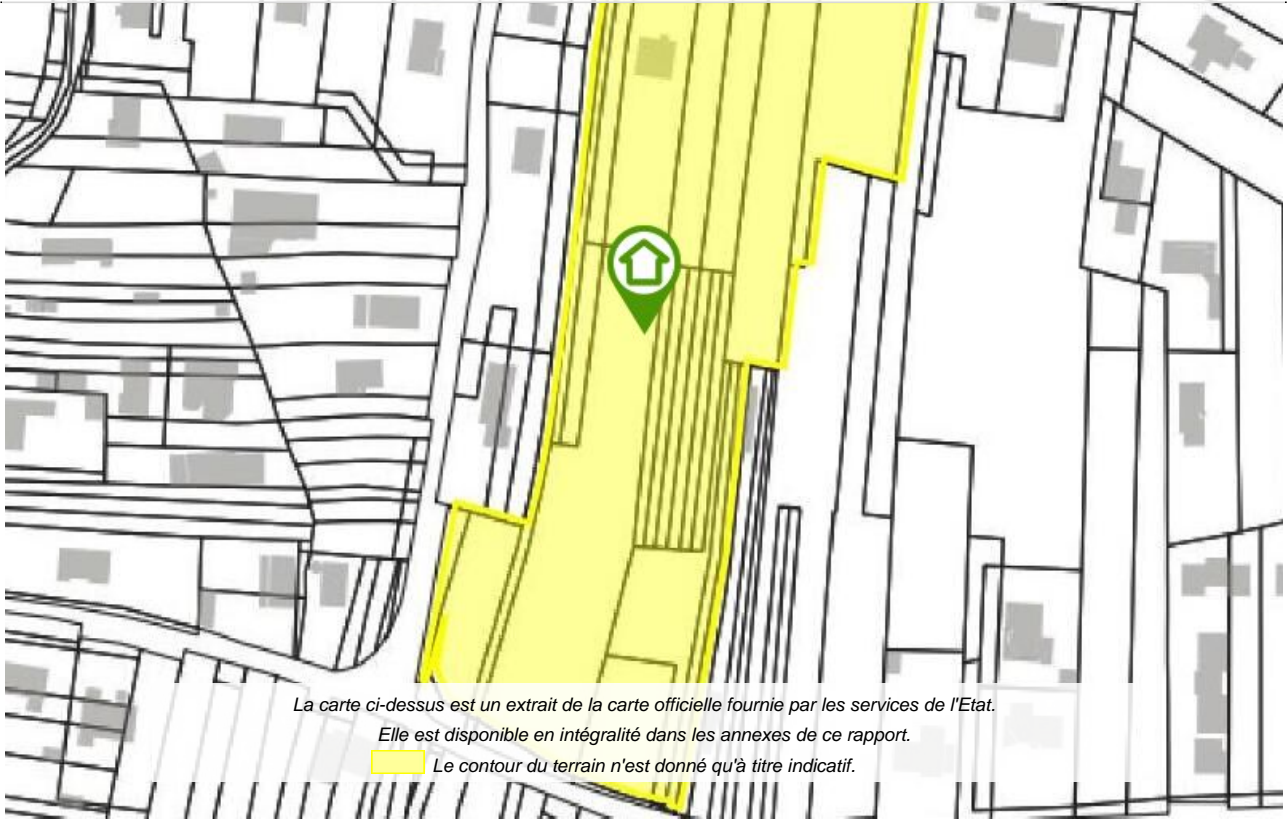 La carte ci-dessus est un extrait de la carte officielle fournie par les services de l'Etat.
Elle est disponible en intégralité dans les annexes de ce rapport.
Le contour du terrain n'est donné qu'à titre indicatif.